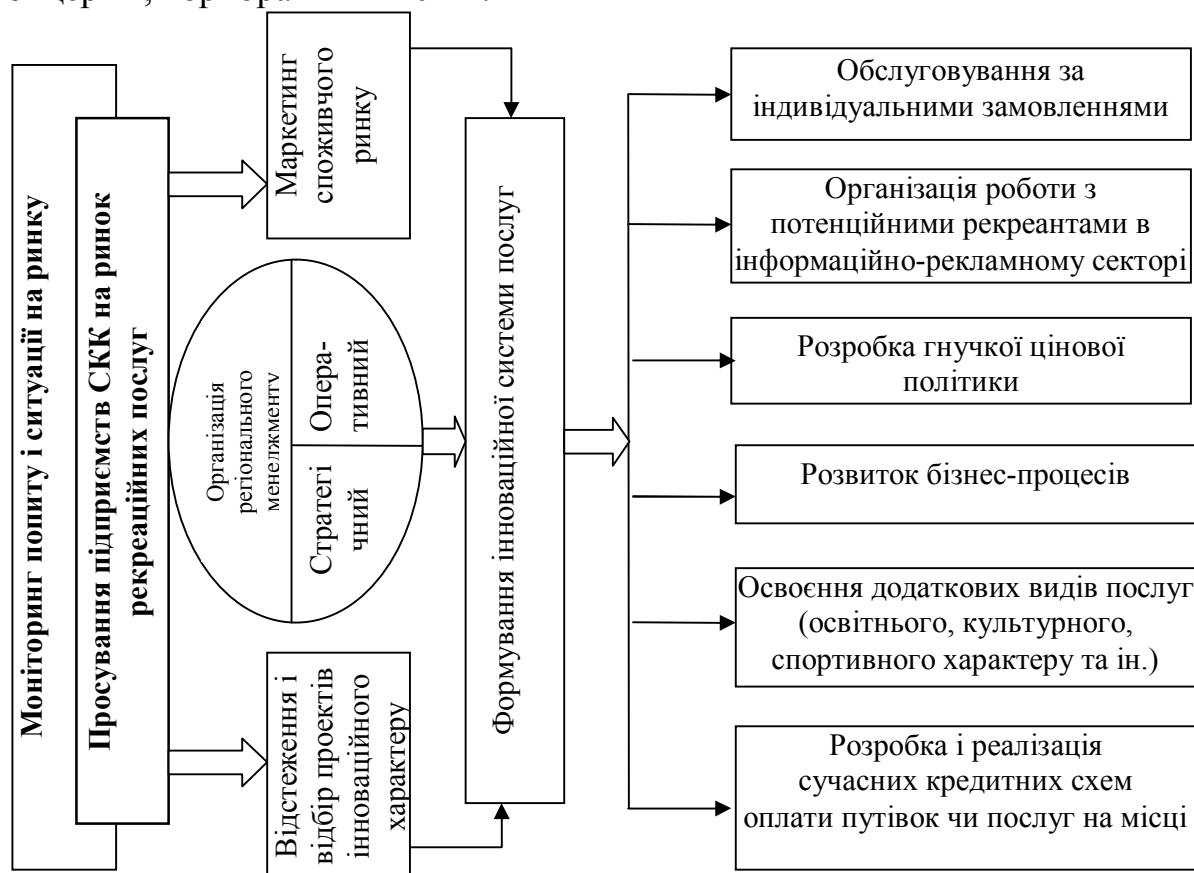 Моніторинг попиту і ситуації на ринку
Просування підприємств СКК на ринок
рекреаційних послуг
Маркетинг
споживчого
ринку
Організація
регіонального
менеджменту
Опера-
тивний
Стратегі
чний
Відстеження і
відбір проектів
інноваційного
характеру
Формування інноваційної системи послуг
Обслуговування за
індивідуальними замовленнями
Організація роботи з
потенційними рекреантами в
інформаційно-рекламному секторі
Розробка гнучкої цінової
політики
Розвиток бізнес-процесів
Освоєння додаткових видів послуг
(освітнього, культурного,
спортивного характеру та ін.)
Розробка і реалізація
сучасних кредитних схем
оплати путівок чи послуг на місці